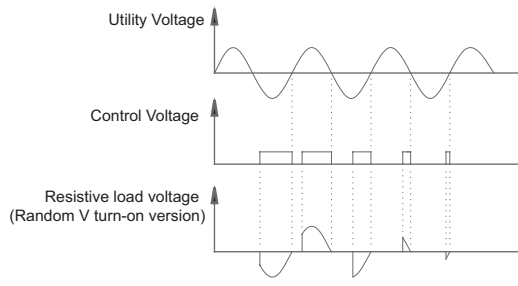 Utility Voltage
Control Voltage
Resistive load voltage
(Random V turn-on version)